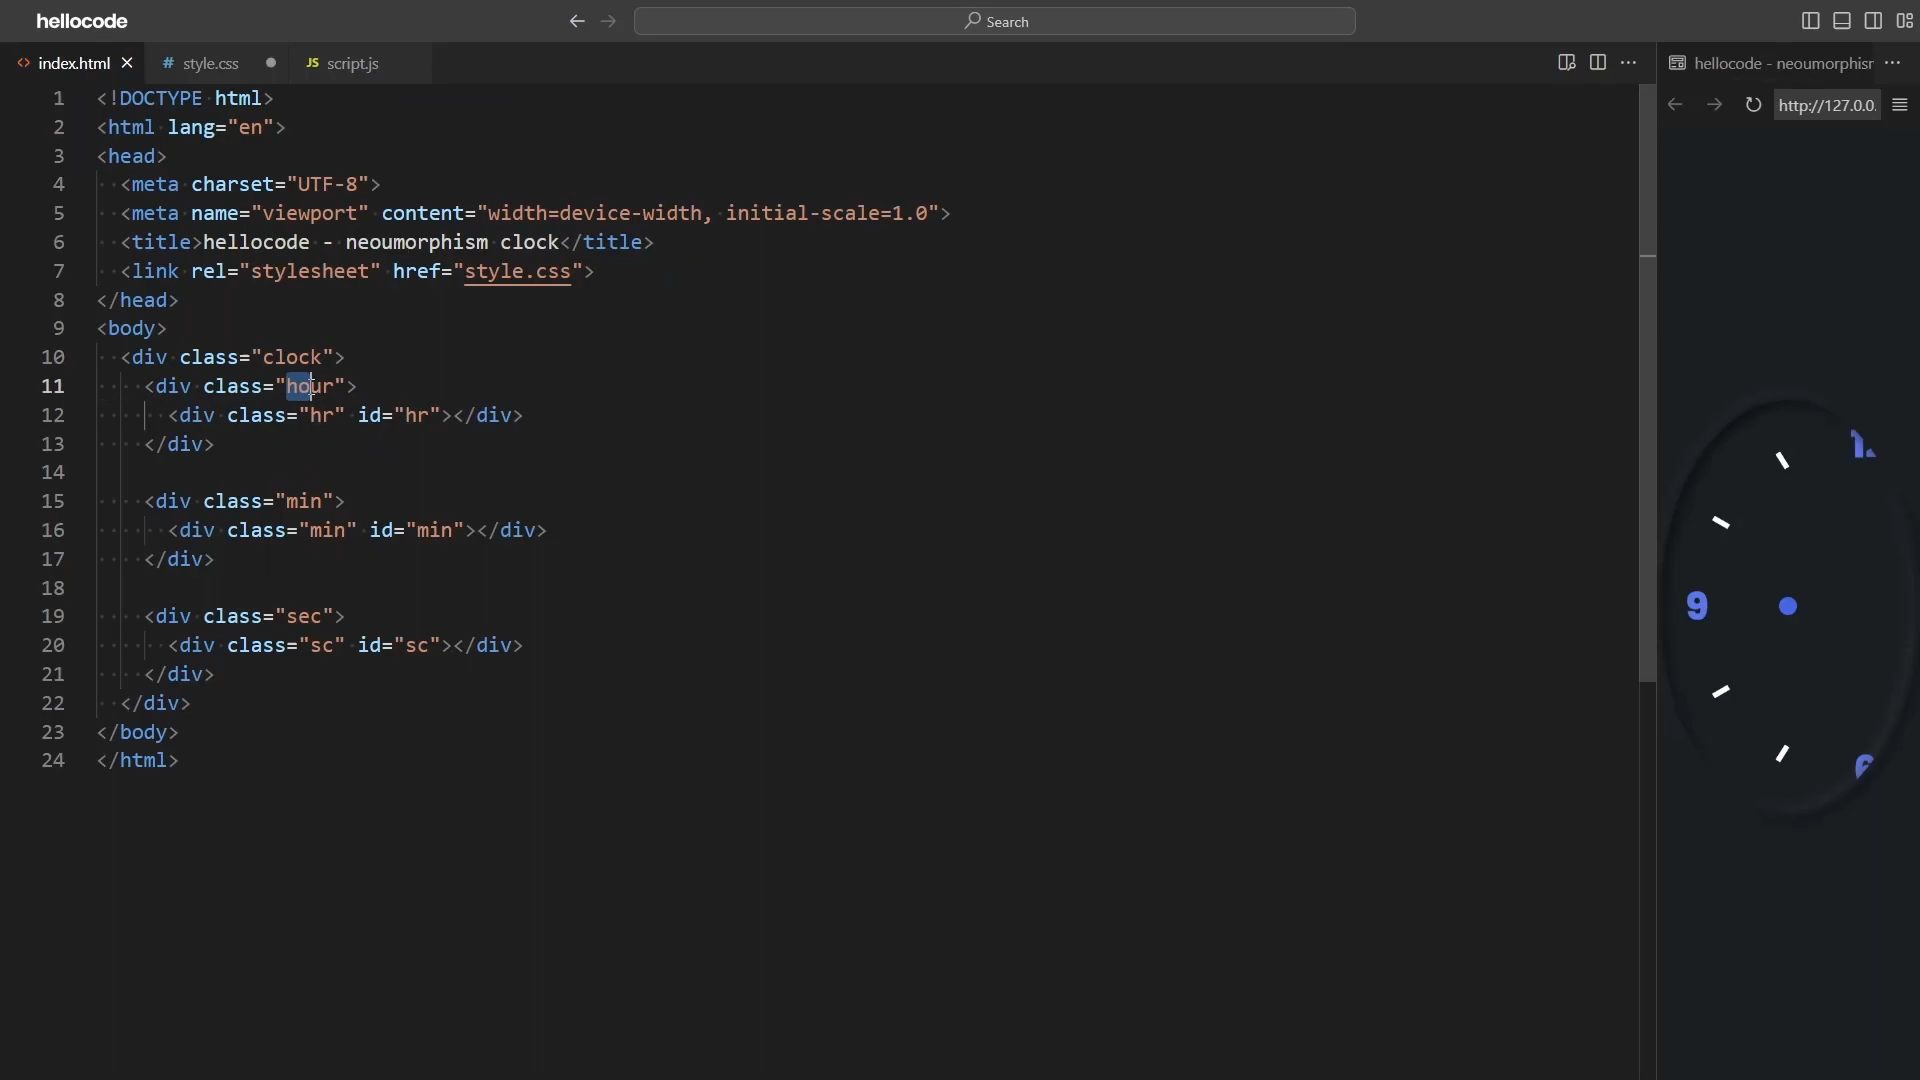 hellocode
Search
index.html
# style.css
JS script.js
hellocode - neoumorphisr
http://127.0.0.
1 <!DOCTYPE html>
2 <html lang="en">
3 <head>
4 <meta charset="UTF-8">
5 <meta name="viewport" content="width=device-width, initial-scale=1.0">
6 <title>hellocode - neoumorphism clock</title>
7 <link rel="stylesheet" href="style.css">
8 </head>
9 <body>
10 <div class="clock">
11 <div class="hour">
12 <div class="hr" id="hr"></div>
13 </div>
14
15 <div class="min">
16 <div class="min" id="min"></div>
17 </div>
18
19 <div class="sec">
20 <div class="sc" id="sc"></div>
21 </div>
22 </div>
23 </body>
24 </html>
9
6